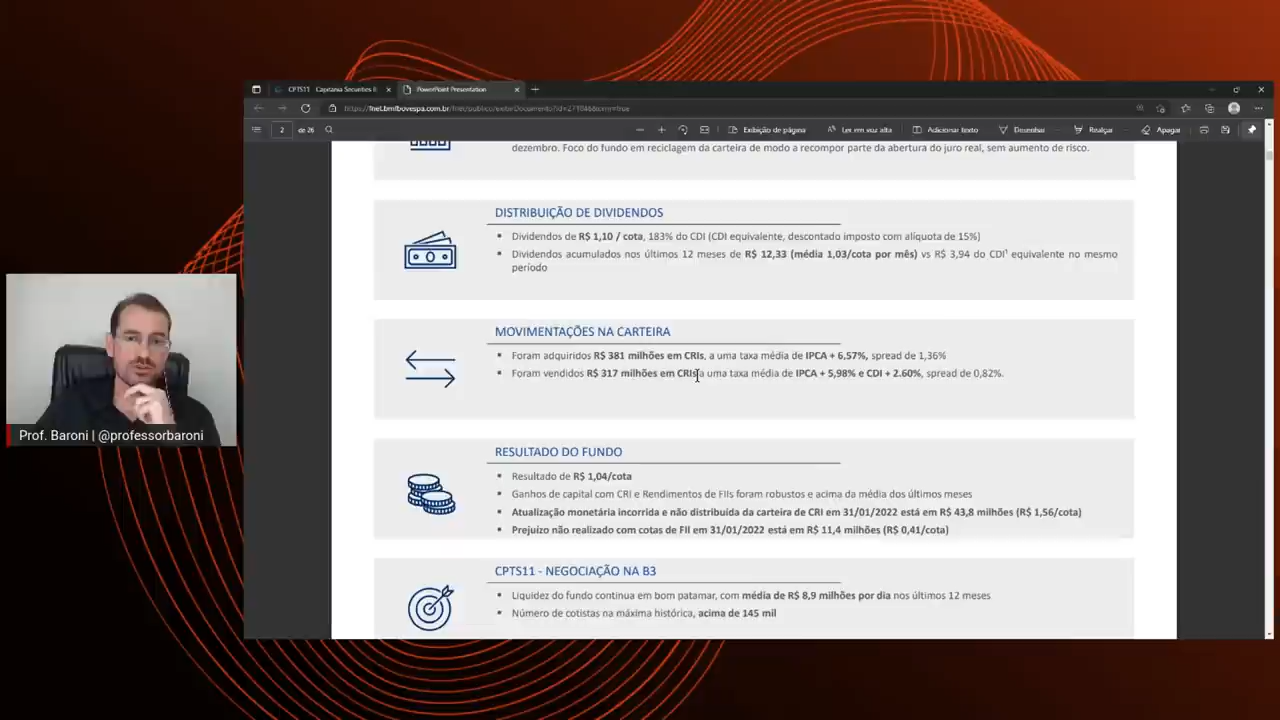 CPTS11 Capitania Securities II
PowerPoint Presentation
2 de 26
Exibição de página
Ler em voz alta
Adicionar texto
Desenhar
Realçar
Apagar
dezembro. Foco do fundo em reciclagem da carteira de modo a recompor parte da abertura do juro real, sem aumento de risco.
DISTRIBUIÇÃO DE DIVIDENDOS
▪ Dividendos de R$ 1,10 / cota, 183% do CDI (CDI equivalente, descontado imposto com alíquota de 15%)
▪ Dividendos acumulados nos últimos 12 meses de R$ 12,33 (média 1,03/cota por mês) vs R$ 3,94 do CDI¹ equivalente no mesmo
período
MOVIMENTAÇÕES NA CARTEIRA
▪ Foram adquiridos R$ 381 milhões em CRIs, a uma taxa média de IPCA + 6,57%, spread de 1,36%
▪ Foram vendidos R$ 317 milhões em CRIs, a uma taxa média de IPCA + 5,98% e CDI + 2.60%, spread de 0,82%.
RESULTADO DO FUNDO
▪ Resultado de R$ 1,04/cota
▪ Ganhos de capital com CRI e Rendimentos de FIIs foram robustos e acima da média dos últimos meses
▪ Atualização monetária incorrida e não distribuída da carteira de CRI em 31/01/2022 está em R$ 43,8 milhões (R$ 1,56/cota)
▪ Prejuízo não realizado com cotas de FII em 31/01/2022 está em R$ 11,4 milhões (R$ 0,41/cota)
CPTS11 - NEGOCIAÇÃO NA B3
▪ Liquidez do fundo continua em bom patamar, com média de R$ 8,9 milhões por dia nos últimos 12 meses
▪ Número de cotistas na máxima histórica, acima de 145 mil
Prof. Baroni | @professorbaroni